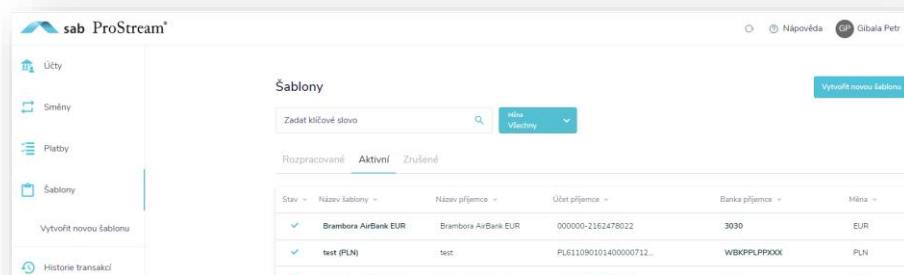 sab ProStream®
Nápověda GP Gibala Petr
Účty
Směny
Platby
Šablony
Vytvořit novou šablonu
Historie transakcí
Šablony
Vytvořit novou šablonu
Zadat klíčové slovo
Měna
Všechny
Rozpracované Aktivní Zrušené
Stav Název šablony Název příjemce Účet příjemce Banka příjemce Měna
Brambora AirBank EUR Brambora AirBank EUR 000000-2162478022 3030 EUR
test (PLN) test PL611090101400000712... WBKPPLPPXXX PLN